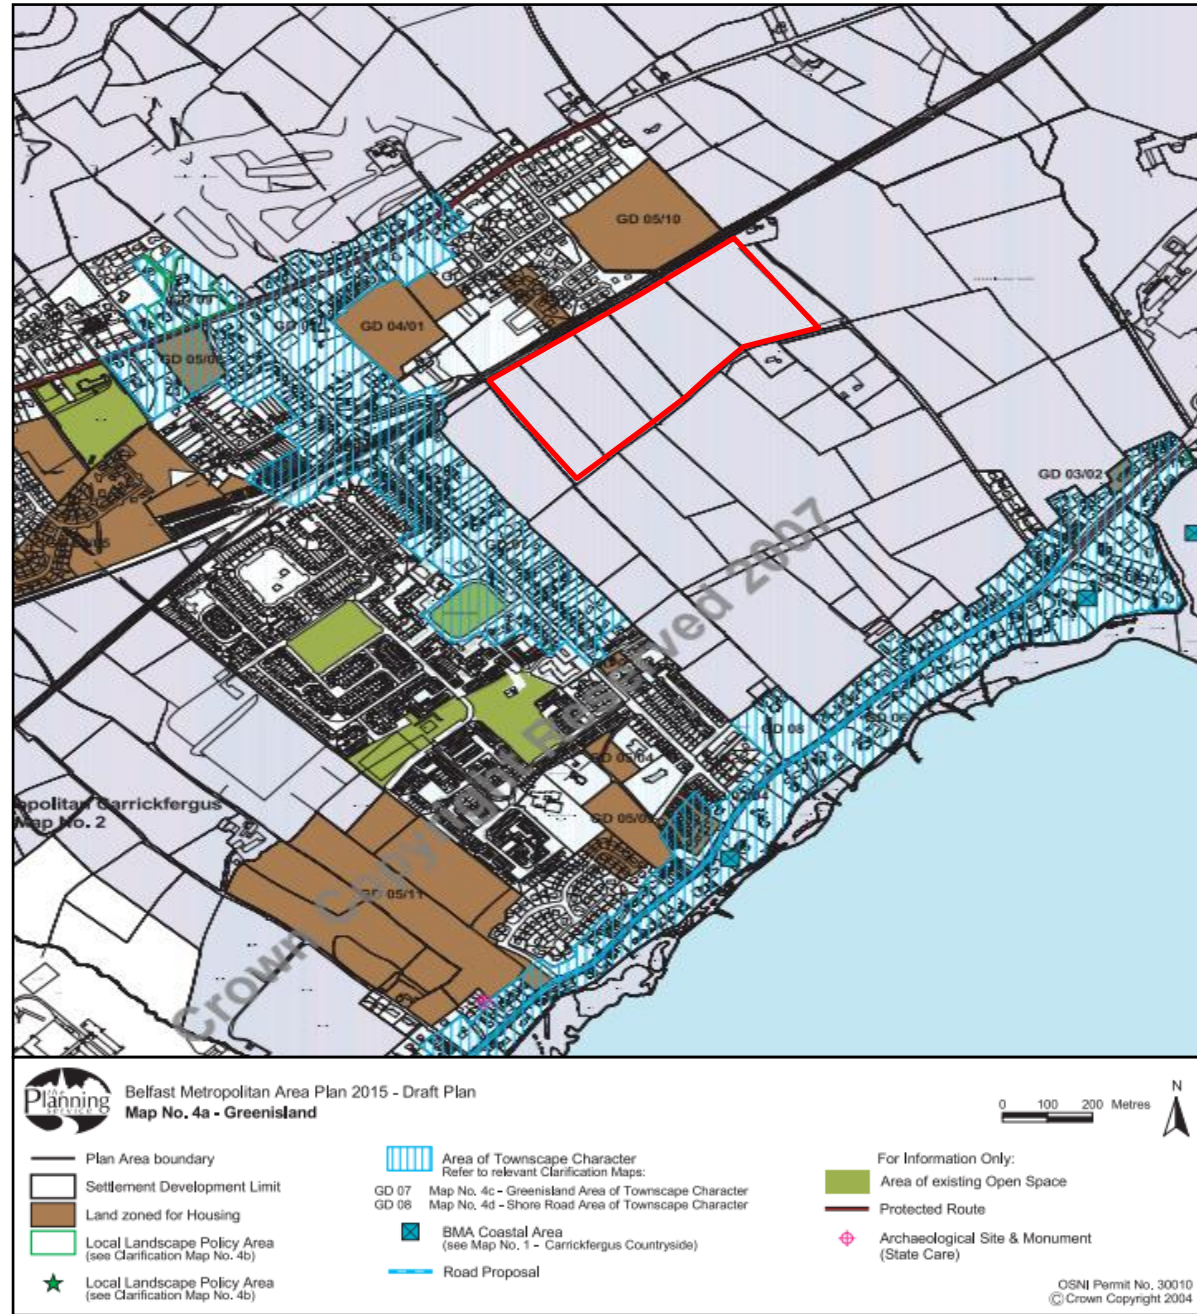 GD 05/10
GD 04/01
GD 03/02
GD 08
GD 05/11
opolitan Carrickfergus
Map No. 2
Crown Copyright Reserved 2007
the
Planning
SERVICE
Belfast Metropolitan Area Plan 2015 - Draft Plan
Map No. 4a - Greenisland
0 100 200 Metres
N
Plan Area boundary
Settlement Development Limit
Land zoned for Housing
Local Landscape Policy Area
(see Clarification Map No. 4b)
Local Landscape Policy Area
(see Clarification Map No. 4b)
Area of Townscape Character
Refer to relevant Clarification Maps:
GD 07 Map No. 4c - Greenisland Area of Townscape Character
GD 08 Map No. 4d - Shore Road Area of Townscape Character
BMA Coastal Area
(see Map No. 1 - Carrickfergus Countryside)
Road Proposal
For Information Only:
Area of existing Open Space
Protected Route
Archaeological Site & Monument
(State Care)
OSNI Permit No. 30010
© Crown Copyright 2004